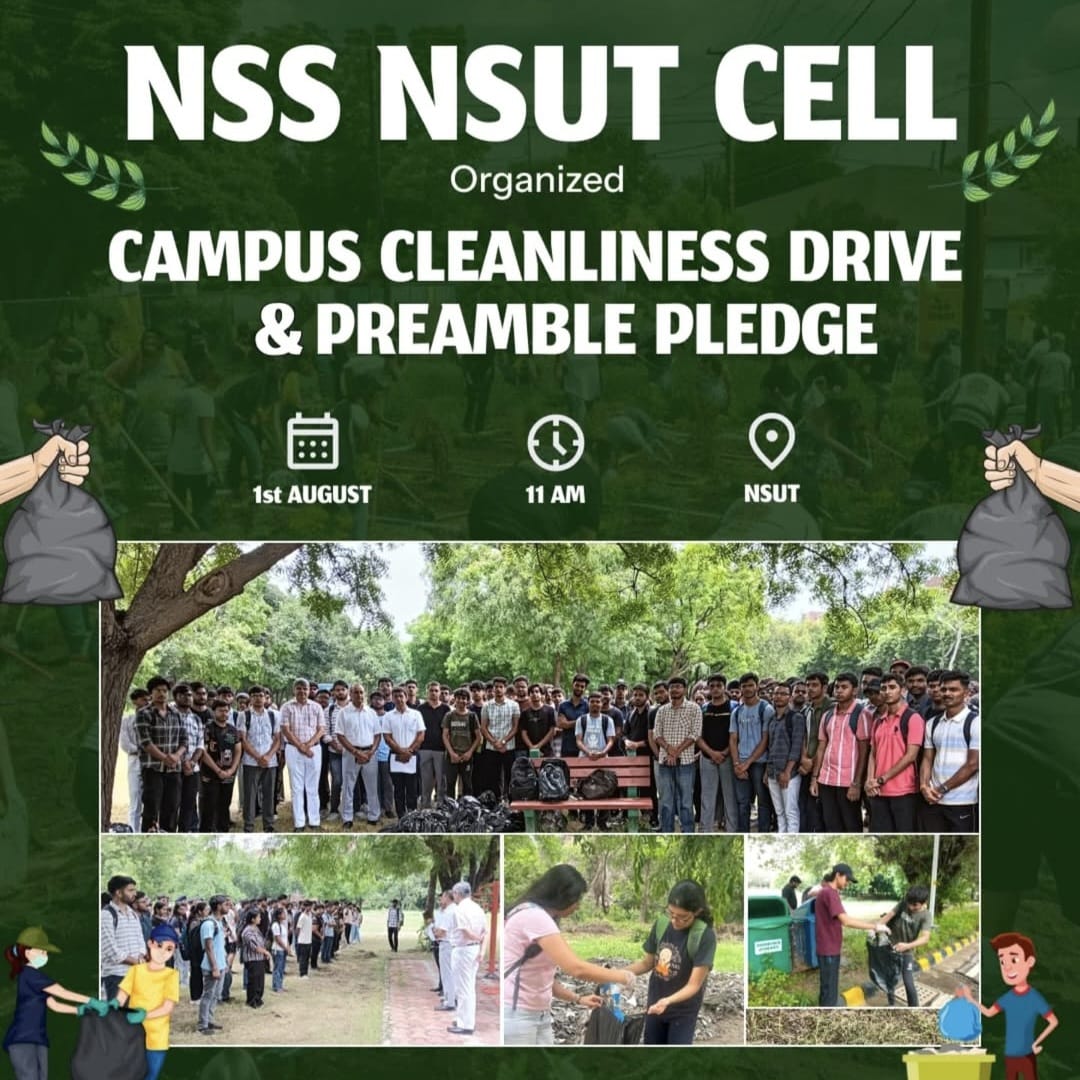 NSS NSUT CELL
Organized
CAMPUS CLEANLINESS DRIVE
& PREAMBLE PLEDGE
1st AUGUST
11 AM
NSUT